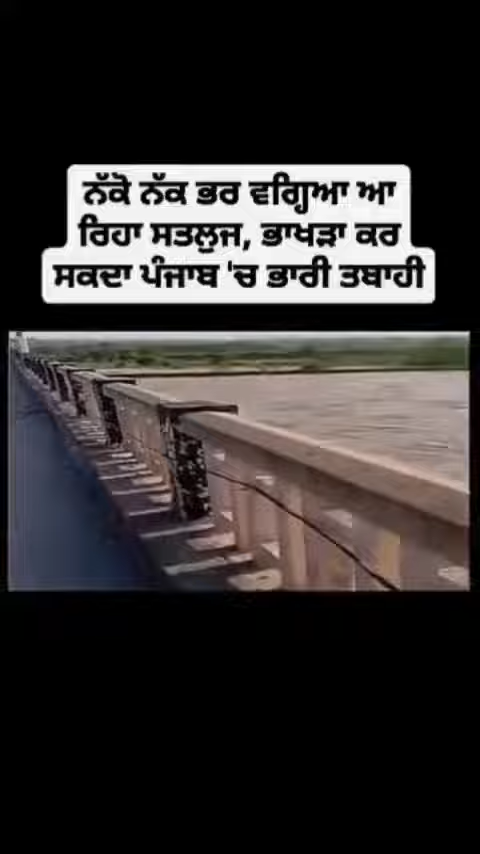 ਨੱਕੋ ਨੱਕ ਭਰ ਵਗ੍ਹਿਆ ਆ
ਰਿਹਾ ਸਤਲੁਜ, ਭਾਖੜਾ ਕਰ
ਸਕਦਾ ਪੰਜਾਬ 'ਚ ਭਾਰੀ ਤਬਾਹੀ